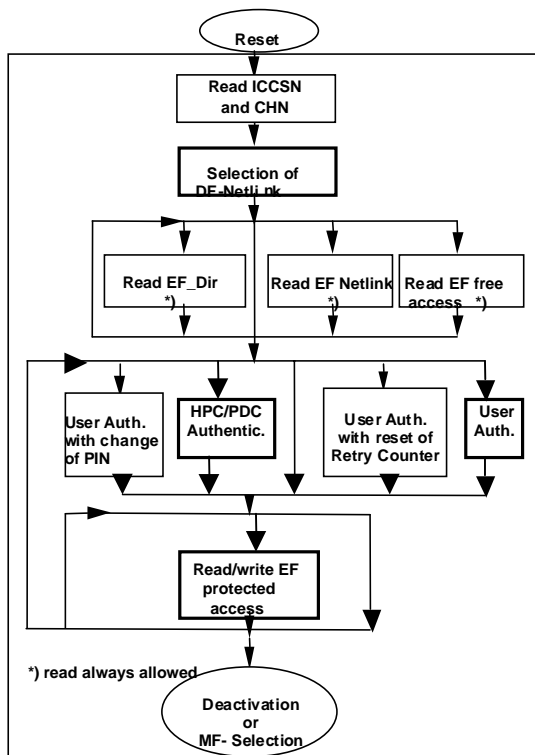 Reset
Read ICCSN
and CHN
Selection of
DF-Netlink
Read EF_Dir
*)
Read EF Netlink
*)
Read EF free
access *)
User Auth.
with change
of PIN
HPC/PDC
Authentic.
User Auth.
with reset of
Retry Counter
User
Auth.
Read/write EF
protected
access
*) read always allowed
Deactivation
or
MF- Selection